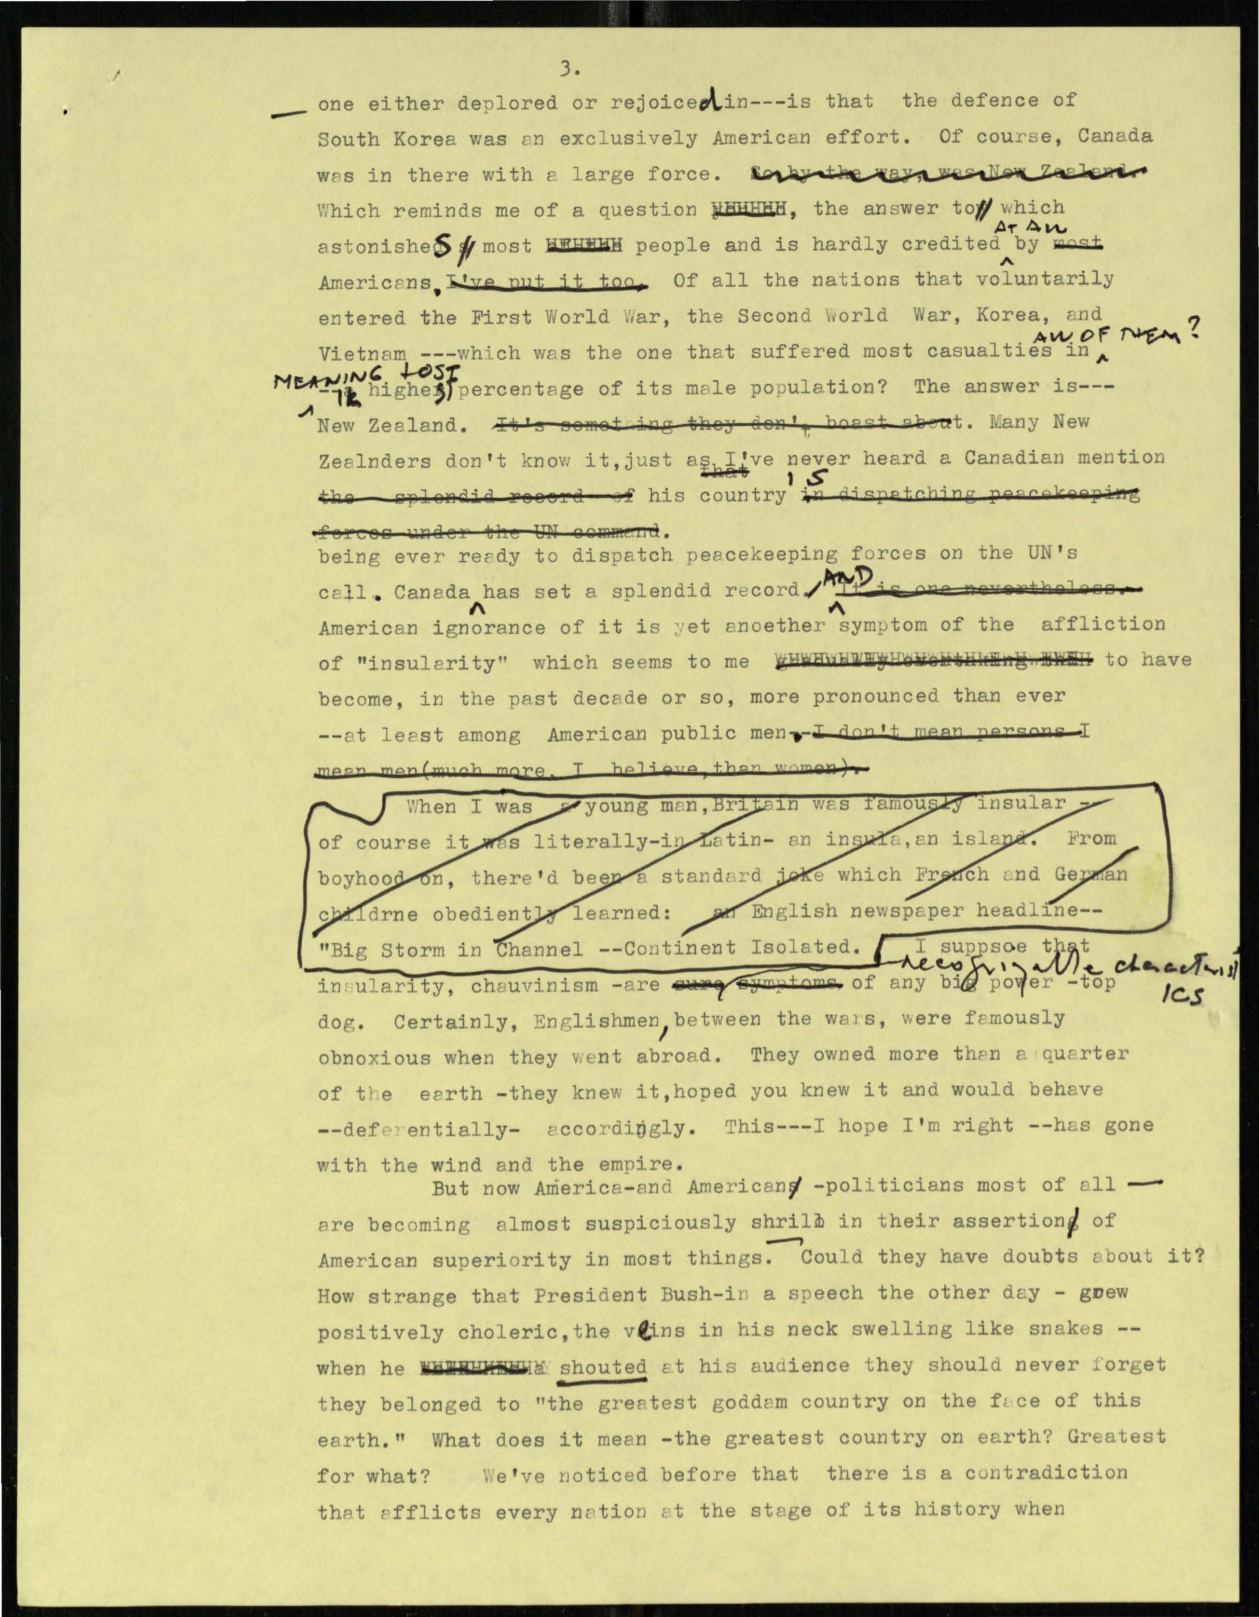 3.
one either deplored or rejoiced in---is that the defence of
South Korea was an exclusively American effort. Of course, Canada
was in there with a large force. So by the way, was New Zealand.
Which reminds me of a question , the answer to which
AT ALL
astonishes most people and is hardly credited by most
Americans. I've put it too. Of all the nations that voluntarily
entered the First World War, the Second World War, Korea, and
ALL OF THEM?
Vietnam ---which was the one that suffered most casualties in
MEANING LOST
--the highest percentage of its male population? The answer is---
New Zealand. It's something they don't boast about. Many New
Zealnders don't know it,just as I've never heard a Canadian mention
that 's
the splendid record of his country in dispatching peacekeeping
forces under the UN command.
being ever ready to dispatch peacekeeping forces on the UN's
call. Canada has set a splendid record. AND It is one nevertheless.
American ignorance of it is yet anoether symptom of the affliction
of "insularity" which seems to me to have
become, in the past decade or so, more pronounced than ever
--at least among American public men.-I don't mean persons I
mean men(much more, I believe,than women).
When I was a young man,Britain was famously insular -
of course it was literally-in Latin- an insula,an island. From
boyhood on, there'd been a standard joke which French and German
childrne obediently learned: an English newspaper headline--
"Big Storm in Channel --Continent Isolated. I suppsoe that
recognizable characteristICS
insularity, chauvinism -are sure symptoms of any big power -top
dog. Certainly, Englishmen, between the wars, were famously
obnoxious when they went abroad. They owned more than a quarter
of the earth -they knew it,hoped you knew it and would behave
--deferentially- accordingly. This---I hope I'm right --has gone
with the wind and the empire.
But now America-and Americans -politicians most of all —
are becoming almost suspiciously shrill in their assertions of
American superiority in most things. Could they have doubts about it?
How strange that President Bush-in a speech the other day - grew
positively choleric,the veins in his neck swelling like snakes --
when he shouted at his audience they should never forget
they belonged to "the greatest goddam country on the face of this
earth." What does it mean -the greatest country on earth? Greatest
for what? We've noticed before that there is a contradiction
that afflicts every nation at the stage of its history when